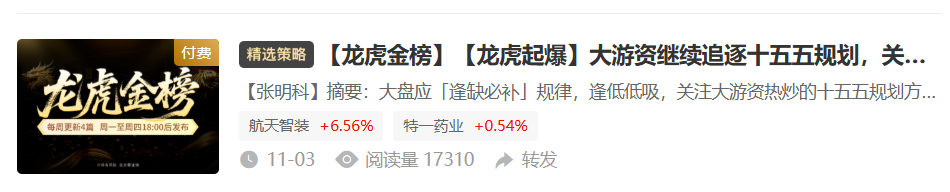 付费
龙虎金榜
每周更新4篇 周一至周四18:00后发布
精选策略 【龙虎金榜】【龙虎起爆】大游资继续追逐十五五规划，关...
【张明科】摘要：大盘应「逢缺必补」规律，逢低低吸，关注大游资热炒的十五五规划方...
航天智装 +6.56% 特一药业 +0.54%
11-03 阅读量 17310 转发